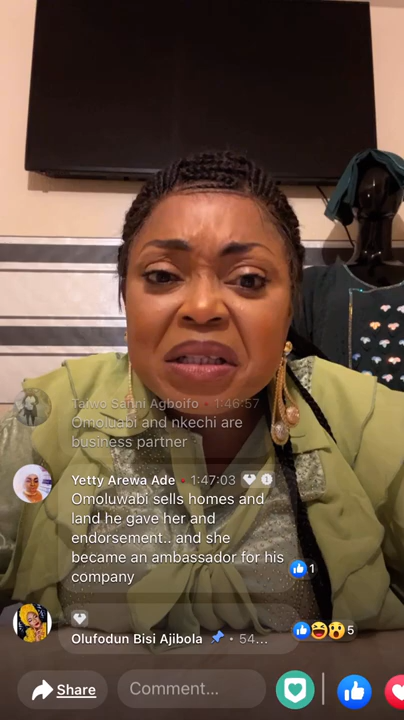 Taiwo Sanni Agboifo • 1:46:57
Omoluabi and nkechi are
business partner
Yetty Arewa Ade • 1:47:03 1
Omoluwabi sells homes and
land he gave her and
endorsement.. and she
became an ambassador for his
company
1
Olufodun Bisi Ajibola • 54...
5
Share
Comment...